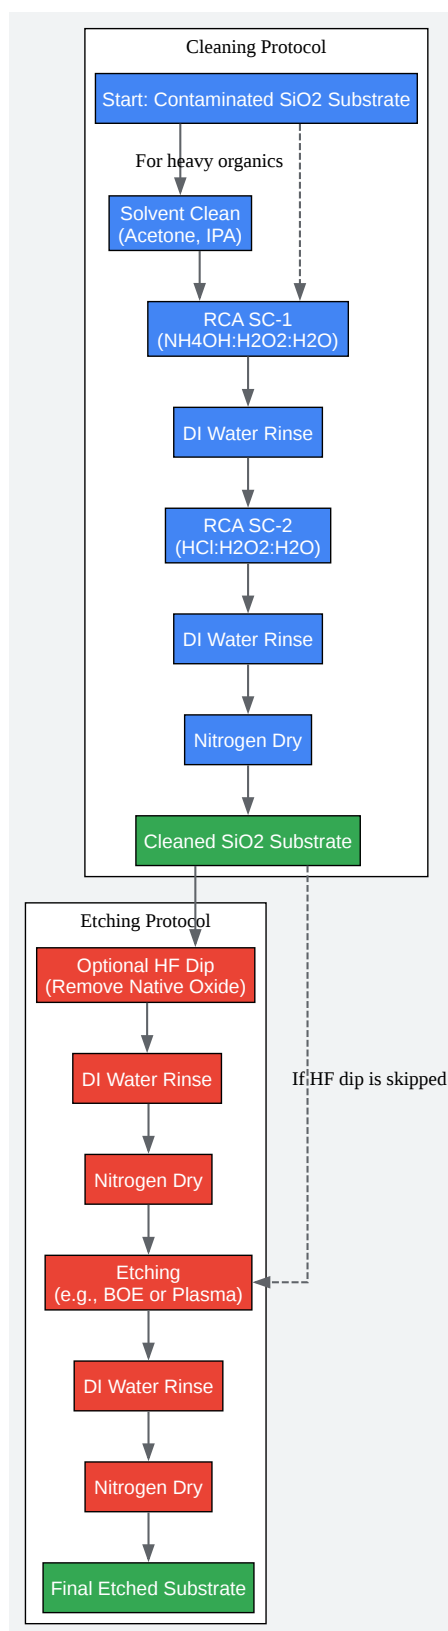 Cleaning Protocol
Start: Contaminated SiO2 Substrate
For heavy organics
Solvent Clean
(Acetone, IPA)
RCA SC-1
(NH4OH:H2O2:H2O)
DI Water Rinse
RCA SC-2
(HCl:H2O2:H2O)
DI Water Rinse
Nitrogen Dry
Cleaned SiO2 Substrate
Etching Protocol
Optional HF Dip
(Remove Native Oxide)
DI Water Rinse
If HF dip is skipped
Nitrogen Dry
Etching
(e.g., BOE or Plasma)
DI Water Rinse
Nitrogen Dry
Final Etched Substrate